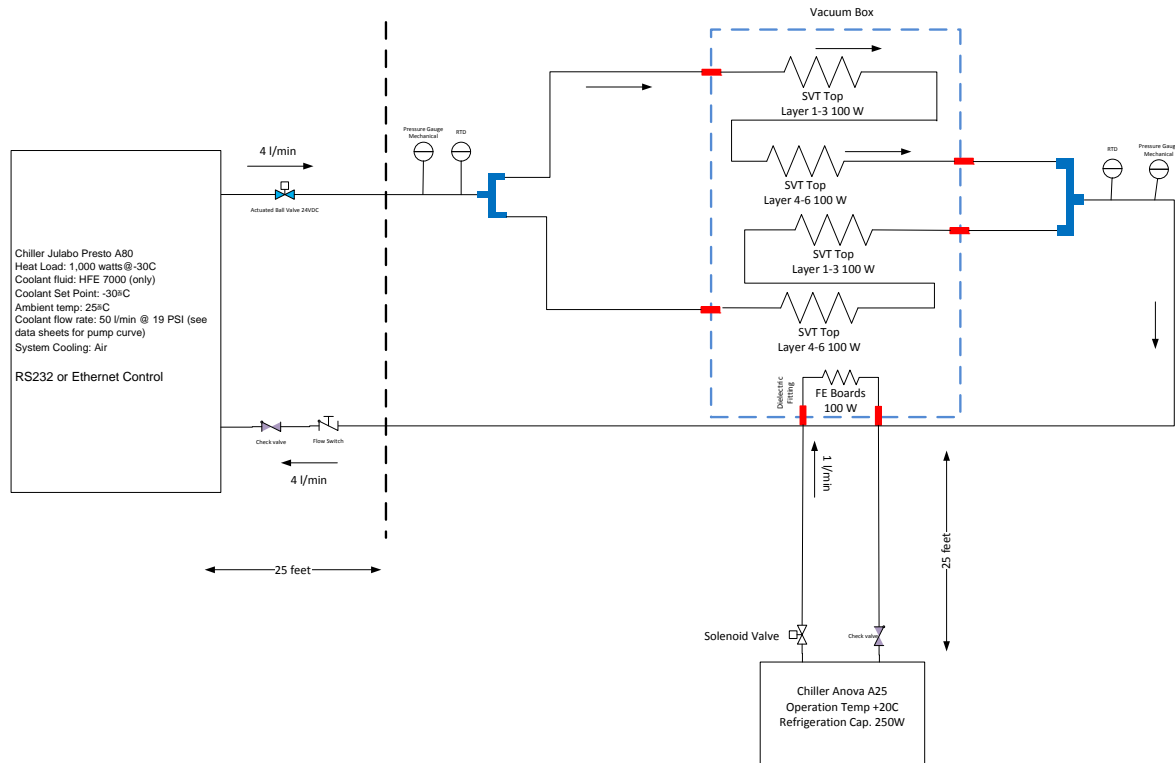 Vacuum Box
SVT Top
Layer 1-3 100 W
Pressure Gauge
Mechanical
RTD
4 l/min
Actuated Ball Valve 24VDC
SVT Top
Layer 4-6 100 W
RTD
Pressure Gauge
Mechanical
Chiller Julabo Presto A80
Heat Load: 1,000 watts@-30C
Coolant fluid: HFE 7000 (only)
Coolant Set Point: -30ºC
Ambient temp: 25ºC
Coolant flow rate: 50 l/min @ 19 PSI (see
data sheets for pump curve)
System Cooling: Air
RS232 or Ethernet Control
SVT Top
Layer 1-3 100 W
SVT Top
Layer 4-6 100 W
Dielectric
Fitting
FE Boards
100 W
Check valve
Flow Switch
4 l/min
1 l/min
25 feet
25 feet
Solenoid Valve
Check valve
Chiller Anova A25
Operation Temp +20C
Refrigeration Cap. 250W